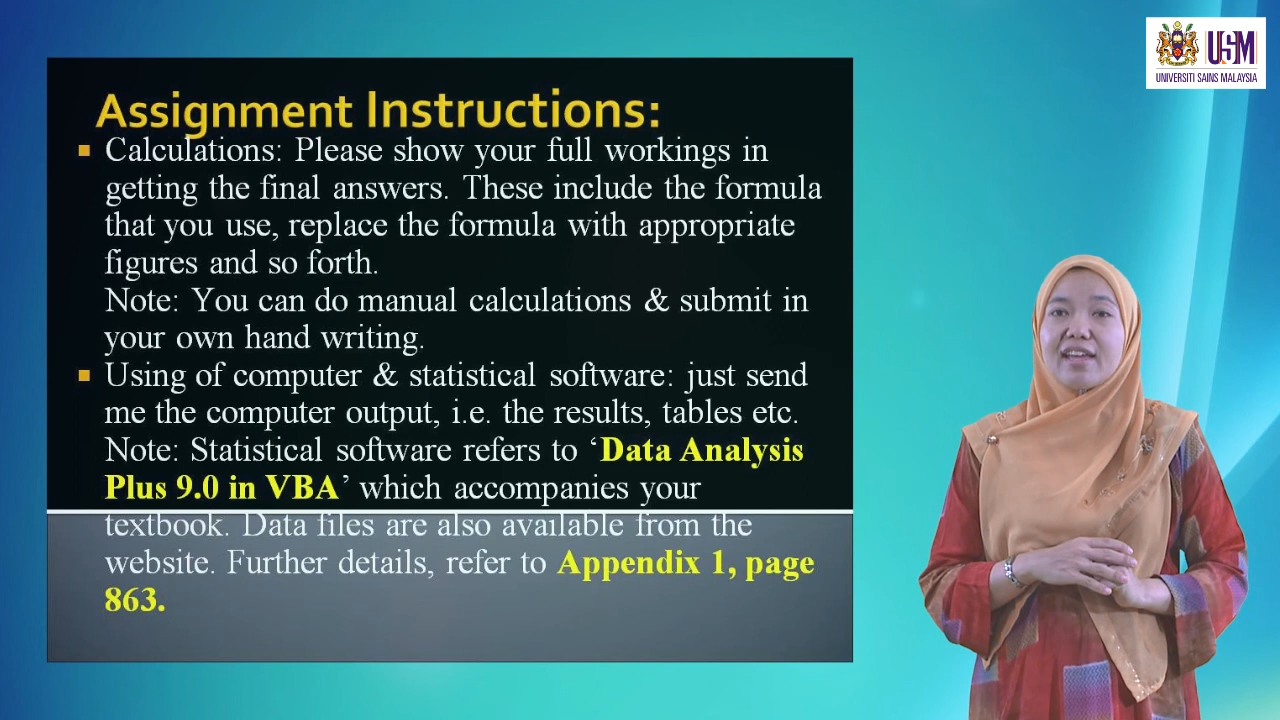 USM
UNIVERSITI SAINS MALAYSIA
Assignment Instructions:
Calculations: Please show your full workings in
getting the final answers. These include the formula
that you use, replace the formula with appropriate
figures and so forth.
Note: You can do manual calculations & submit in
your own hand writing.
Using of computer & statistical software: just send
me the computer output, i.e. the results, tables etc.
Note: Statistical software refers to ‘Data Analysis
Plus 9.0 in VBA’ which accompanies your
textbook. Data files are also available from the
website. Further details, refer to Appendix 1, page
863.